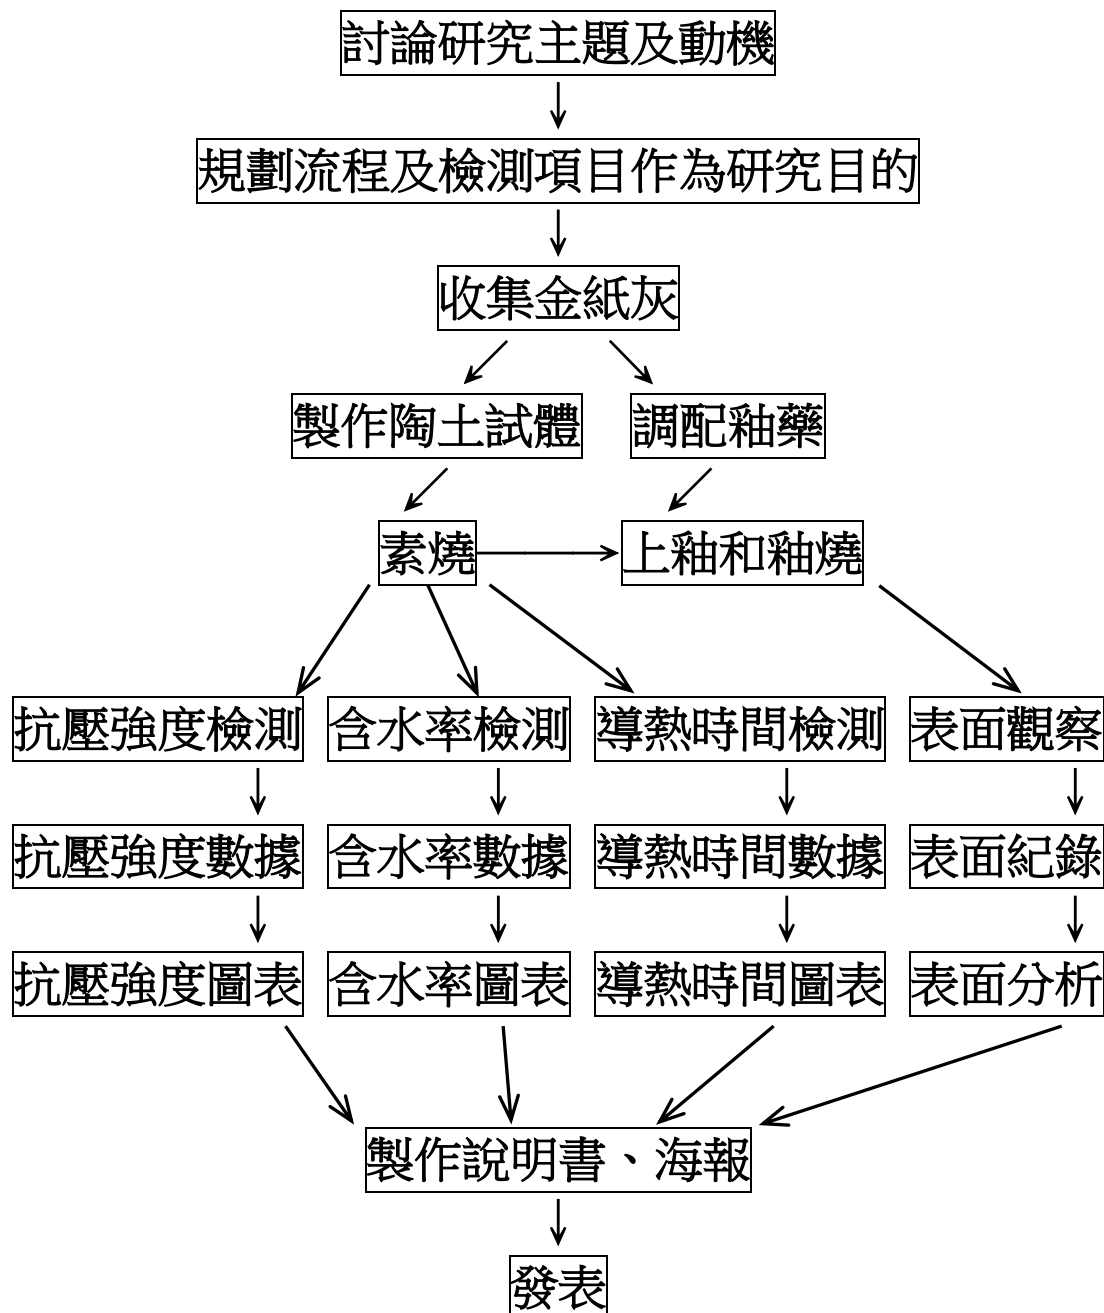 討論研究主題及動機
規劃流程及檢測項目作為研究目的
收集金紙灰
製作陶土試體
調配釉藥
素燒
上釉和釉燒
抗壓強度檢測
含水率檢測
導熱時間檢測
表面觀察
抗壓強度數據
含水率數據
導熱時間數據
表面紀錄
抗壓強度圖表
含水率圖表
導熱時間圖表
表面分析
製作說明書、海報
發表